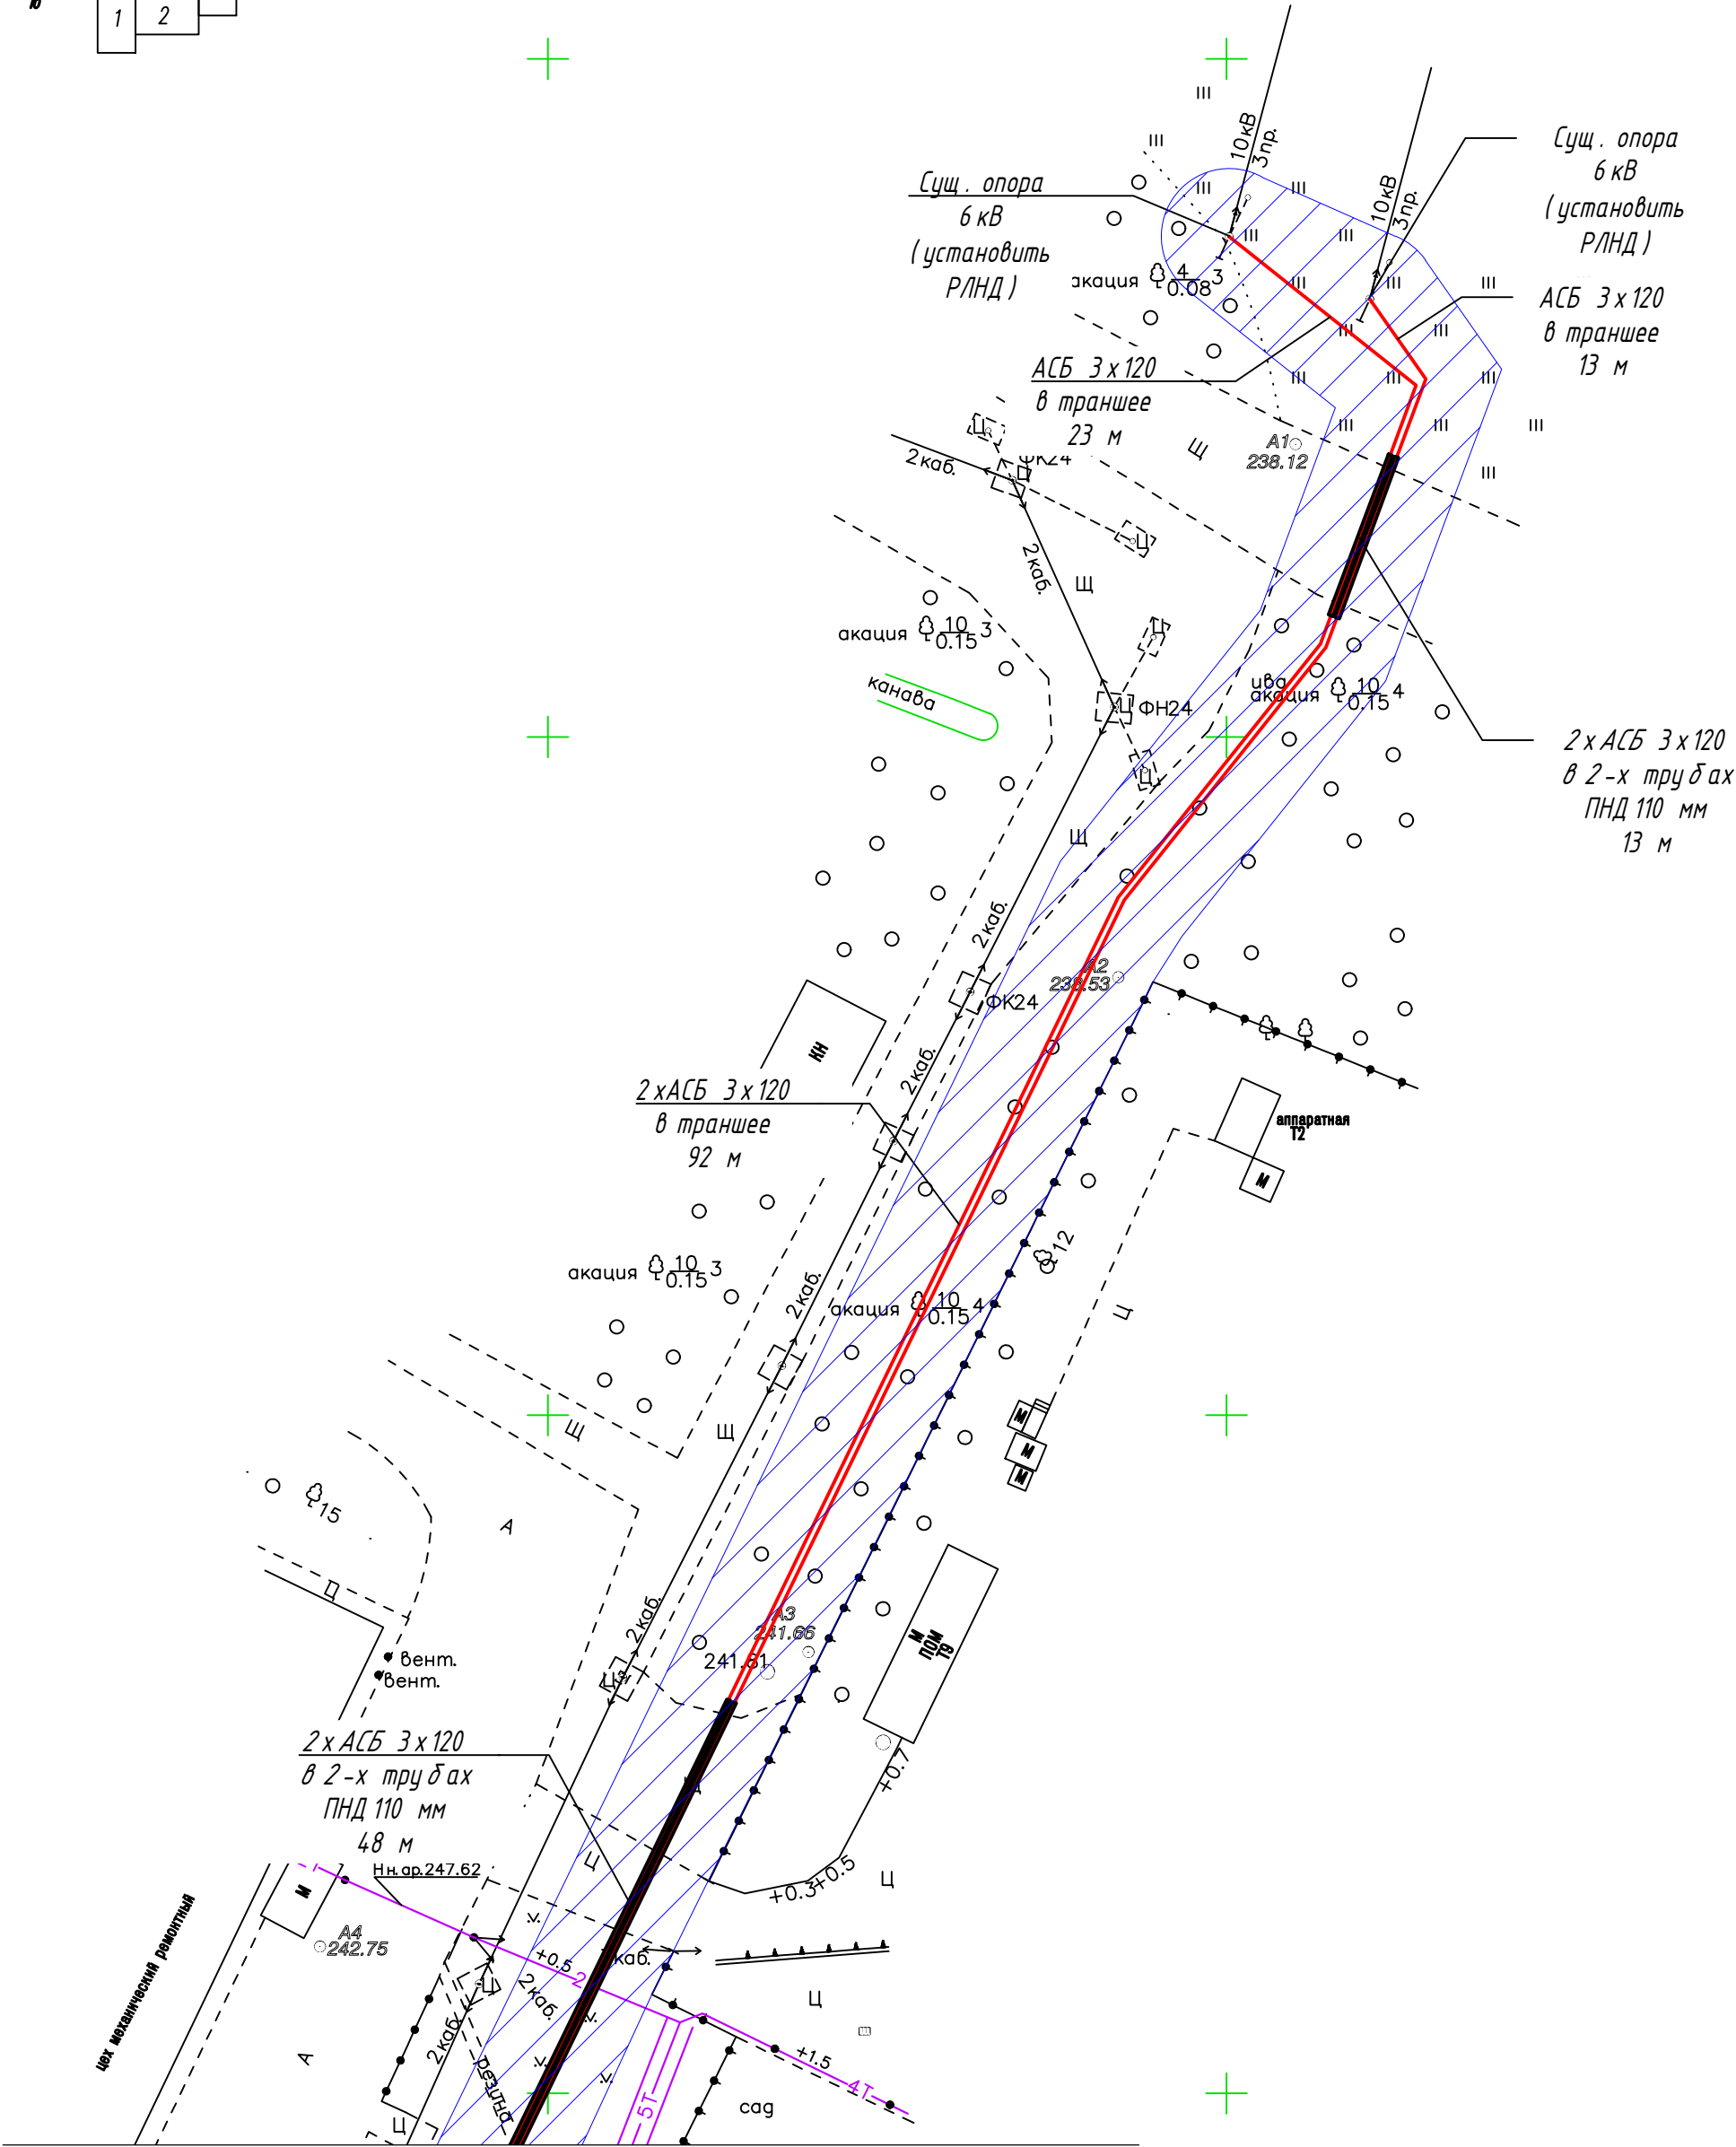 1
2
10кВ
3пр.
10кВ
3пр.
Сущ. опора
6 кВ
(установить
РЛНД)
Сущ. опора
6 кВ
(установить
РЛНД)
акация 4 3
0.08
АСБ 3х120
в траншее
13 м
АСБ 3х120
в траншее
23 м
Ц
Щ
А1
238.12
ФК24
2каб.
Ц
Ц
2каб.
Щ
акация 10 3
0.15
Ц
канава
Ц ФН24
ива
акация 10 4
0.15
Ц
2хАСБ 3х120
в 2-х трубах
ПНД 110 мм
13 м
Щ
2каб.
А2
238.53
ФК24
КН
2каб.
2хАСБ 3х120
в траншее
92 м
аппаратная
Т2
М
12
акация 10 3
0.15
2каб.
акация 10 4
0.15
Ц
Щ
Щ
М
М
М
15
А
Ц
2каб.
А3
241.66
241.61
М
ПОМ
Т9
вент.
вент.
Ц
2хАСБ 3х120
в 2-х трубах
ПНД 110 мм
48 м
+0.7
Ц
Н н.ар.247.62
Ц
+0.3
+0.5
Ц
М
А4
242.75
цех механический ремонтный
+0.5
каб.
2
2каб.
Ц
2каб.
Ц
А
+1.5
резина
4Т
5Т
сад
Ц